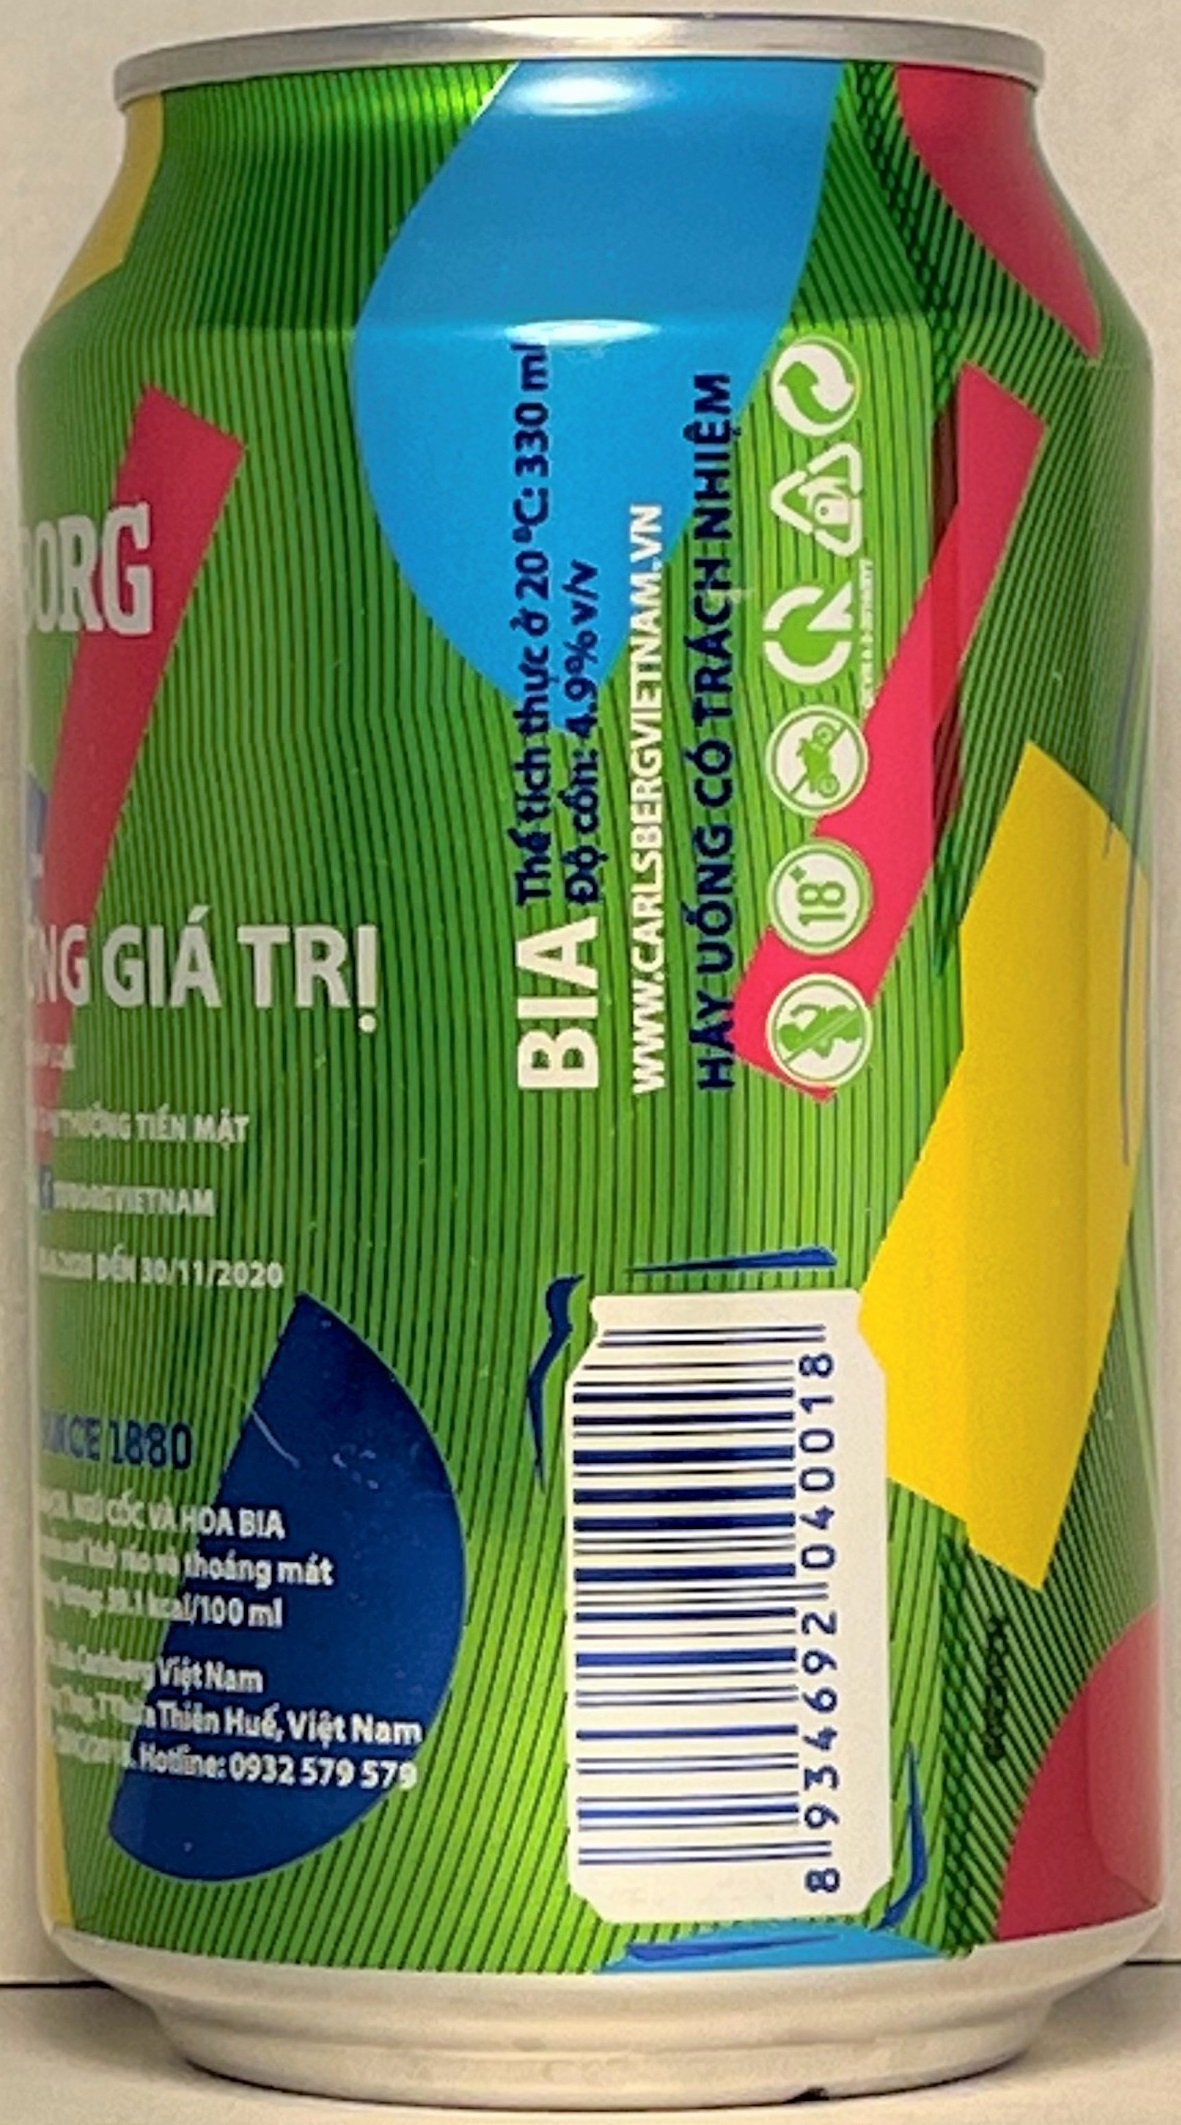 BORG
NG GIÁ TRỊ
THƯỞNG TIỀN MẶT
BORGVIETNAM
ĐẾN 30/11/2020
SINCE 1880
NGŨ CỐC VÀ HOA BIA
khô ráo và thoáng mát
39.1 kcal/100 ml
Carlsberg Việt Nam
Thừa Thiên Huế, Việt Nam
Hotline: 0932 579 579
BIA
Thể tích thực ở 20°C: 330 ml
Độ cồn: 4.9% v/v
WWW.CARLSBERGVIETNAM.VN
HÃY UỐNG CÓ TRÁCH NHIỆM
18+
8 934692 040018